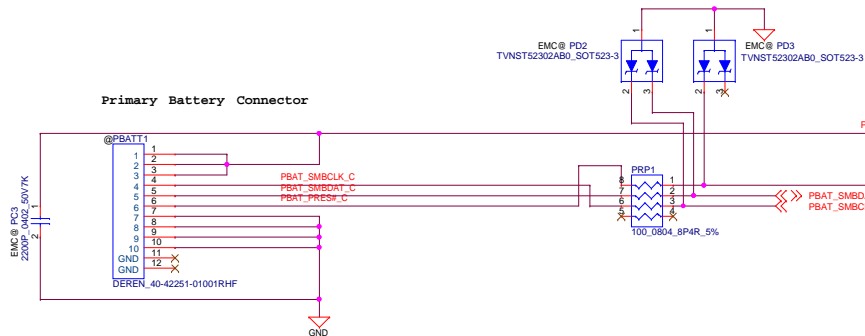 1
1
EMC@ PD2
TVNST52302AB0_SOT523-3
EMC@ PD3
TVNST52302AB0_SOT523-3
2
3
2
3
Primary Battery Connector
@PBATT1
1
1
2
2
3
3
4
4
5
5
6
6
7
7
8
8
9
9
10
10
GND
11
GND
12
DEREN_40-42251-01001RHF
PBAT_SMBCLK_C
PBAT_SMBDAT_C
PBAT_PRES#_C
PRP1
8
1
7
2
6
3
5
4
100_0804_8P4R_5%
PBAT_SMBD
PBAT_SMBC
EMC@ PC3
2200P_0402_50V7K
1
2
GND